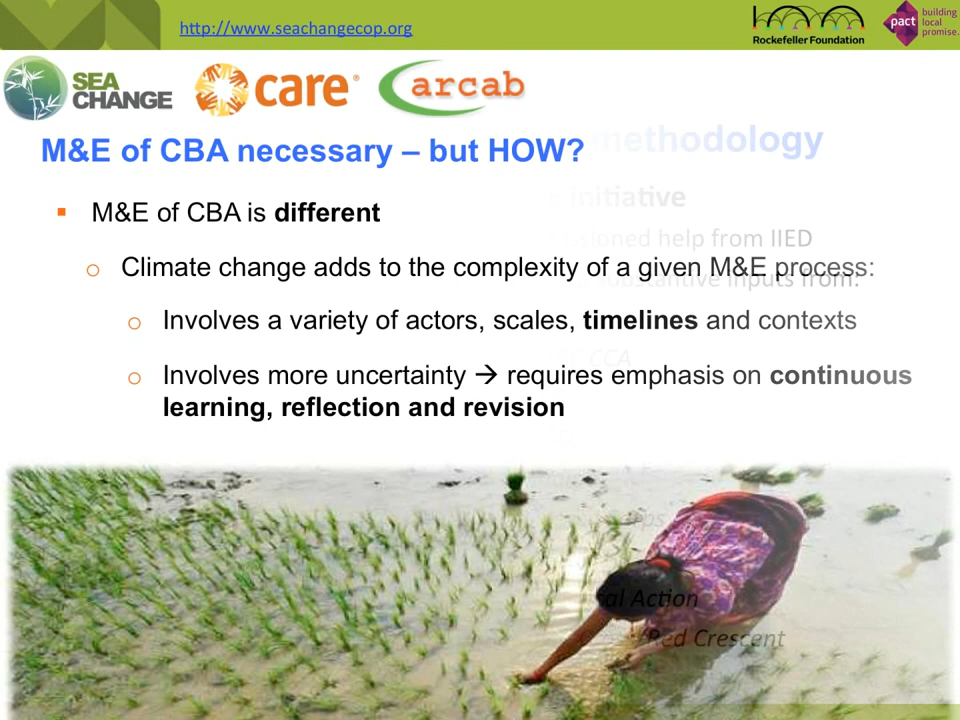 http://www.seachangecop.org
Rockefeller Foundation
pact
building
local
promise.
SEA
CHANGE
care
arcab
methodology
M&E of CBA necessary – but HOW?
initiative
▪ M&E of CBA is different
help from IIED
o Climate change adds to the complexity of a given M&E process:
substantive inputs from:
o Involves a variety of actors, scales, timelines and contexts
CCA
o Involves more uncertainty → requires emphasis on continuous
learning, reflection and revision
Action
Red Crescent